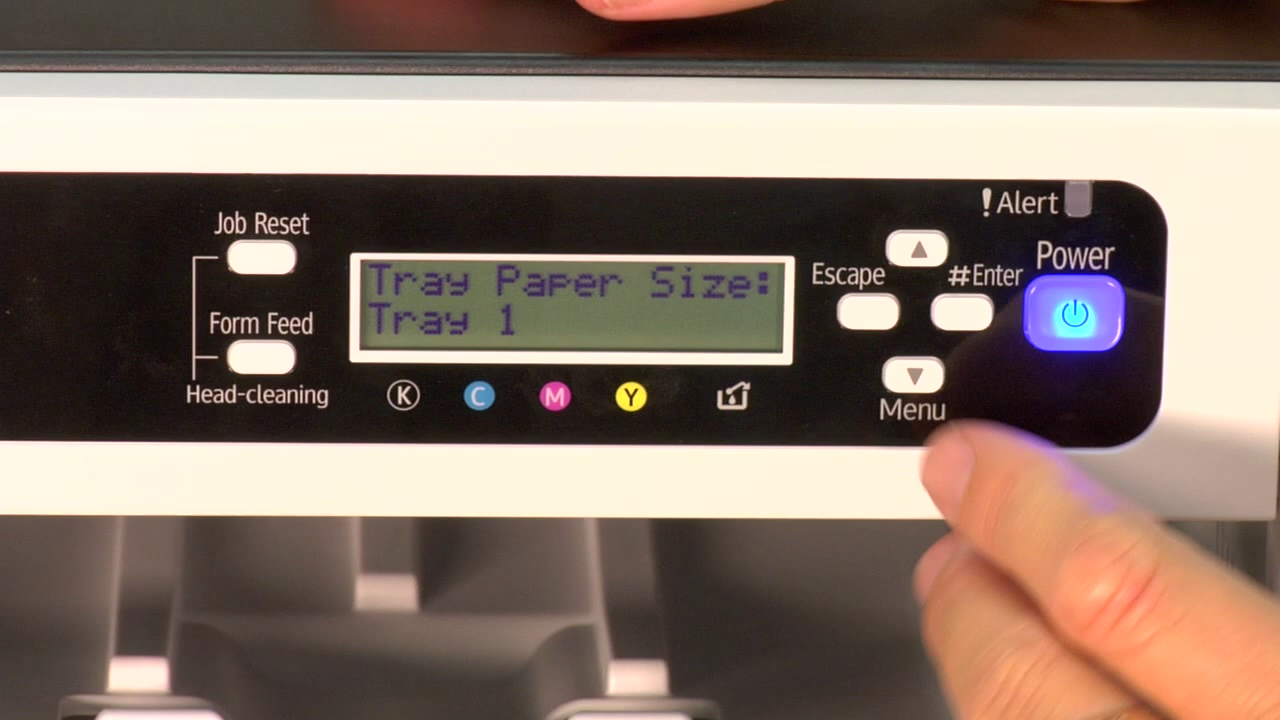 Job Reset
Form Feed
Head-cleaning
Tray Paper Size:
Tray 1
K C M Y
Escape
#Enter
Menu
!Alert
Power